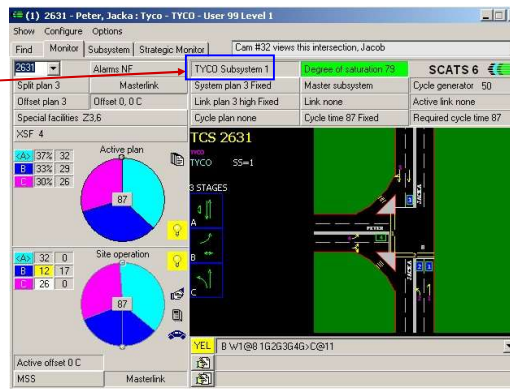 (1) 2631 - Peter, Jacka : Tyco - TYCO - User 99 Level 1
Show Configure Options
Find Monitor Subsystem Strategic Monitor Cam #32 views this intersection, Jacob
2631 Alarms NF TYCO Subsystem 1 Degree of saturation 79 SCATS 6
Split plan 3 Masterlink System plan 3 Fixed Master subsystem Cycle generator 50
Offset plan 3 Offset 0, 0 C Link plan 3 high Fixed Link none Active link none
Special facilities Z3,6 Cycle plan none Cycle time 87 Fixed Required cycle time 87
XSF 4
TCS 2631
TYCO
TYCO SS=1
3 STAGES
A
B
C
Active plan
<A> 37% 32
B 33% 29
C 30% 26
87
Site operation
<A> 32 0
B 12 17
C 26 0
87
PETER
JACKA
JACKA
YEL B W1@8 1G2G3G4G>C@11
Active offset 0 C
MSS Masterlink